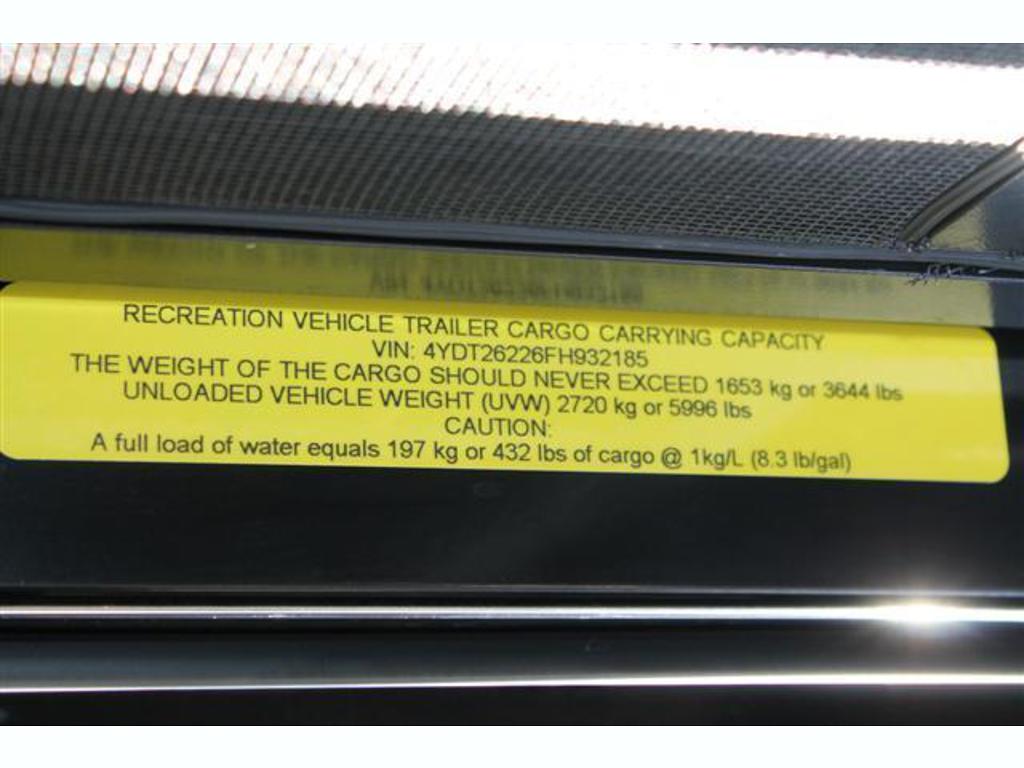 RECREATION VEHICLE TRAILER CARGO CARRYING CAPACITY
VIN: 4YDT26226FH932185
THE WEIGHT OF THE CARGO SHOULD NEVER EXCEED 1653 kg or 3644 lbs
UNLOADED VEHICLE WEIGHT (UVW) 2720 kg or 5996 lbs
CAUTION:
A full load of water equals 197 kg or 432 lbs of cargo @ 1kg/L (8.3 lb/gal)